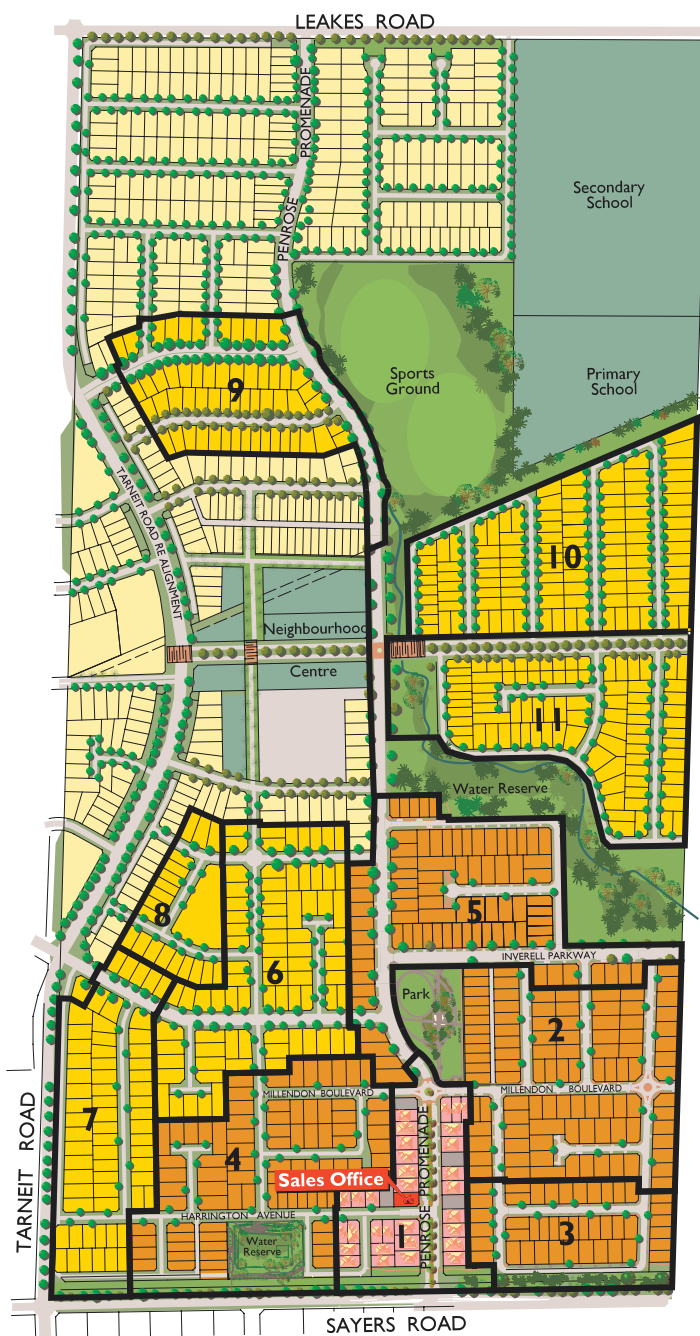 LEAKES ROAD
PENROSE PROMENADE
Secondary
School
Sports
Ground
Primary
School
9
TARNEIT ROAD RE ALIGNMENT
10
Neighbourhood
Centre
11
Water Reserve
8
5
6
INVERELL PARKWAY
Park
2
7
MILLENDON BOULEVARD
MILLENDON BOULEVARD
TARNEIT ROAD
4
Sales Office
PENROSE PROMENADE
HARRINGTON AVENUE
1
3
Water
Reserve
SAYERS ROAD